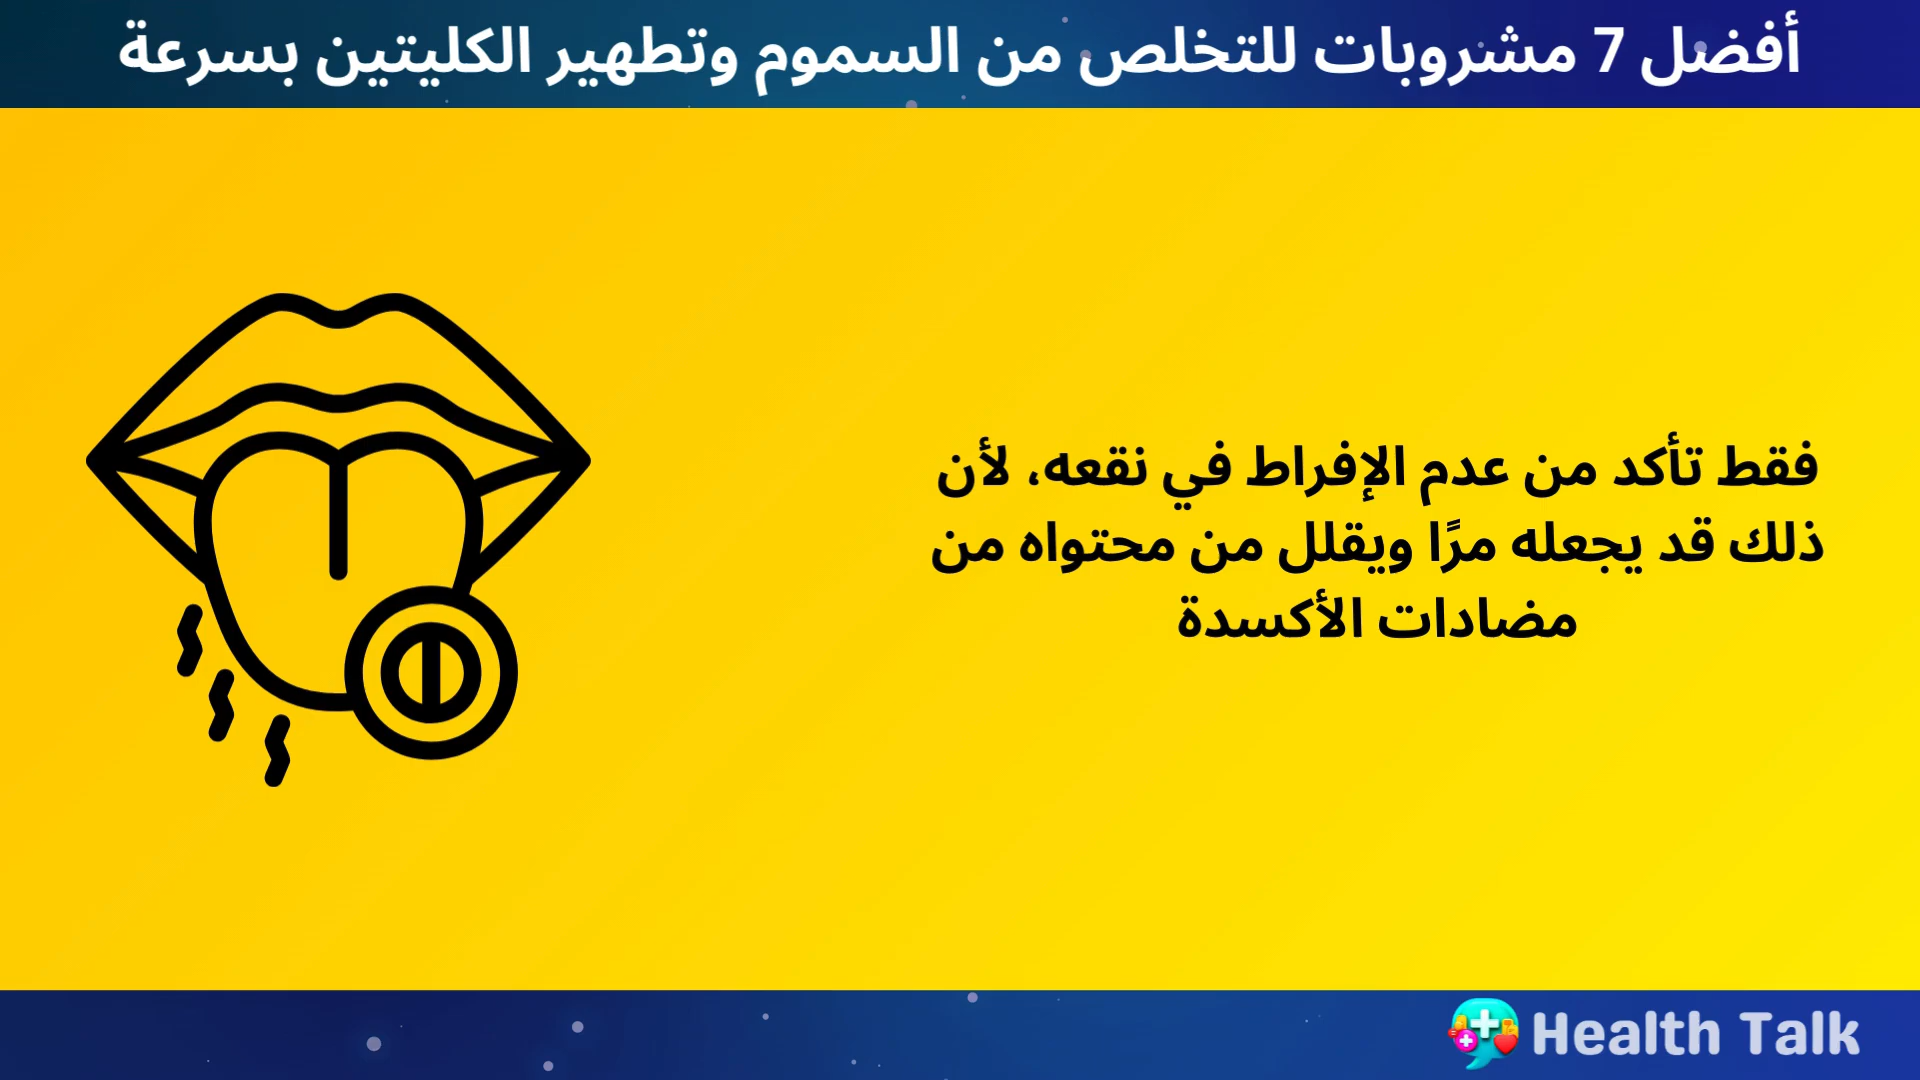 أفضل 7 مشروبات للتخلص من السموم وتطهير الكليتين بسرعة
فقط تأكد من عدم الإفراط في نقعه، لأن
ذلك قد يجعله مرًا ويقلل من محتواه من
مضادات الأكسدة
Health Talk